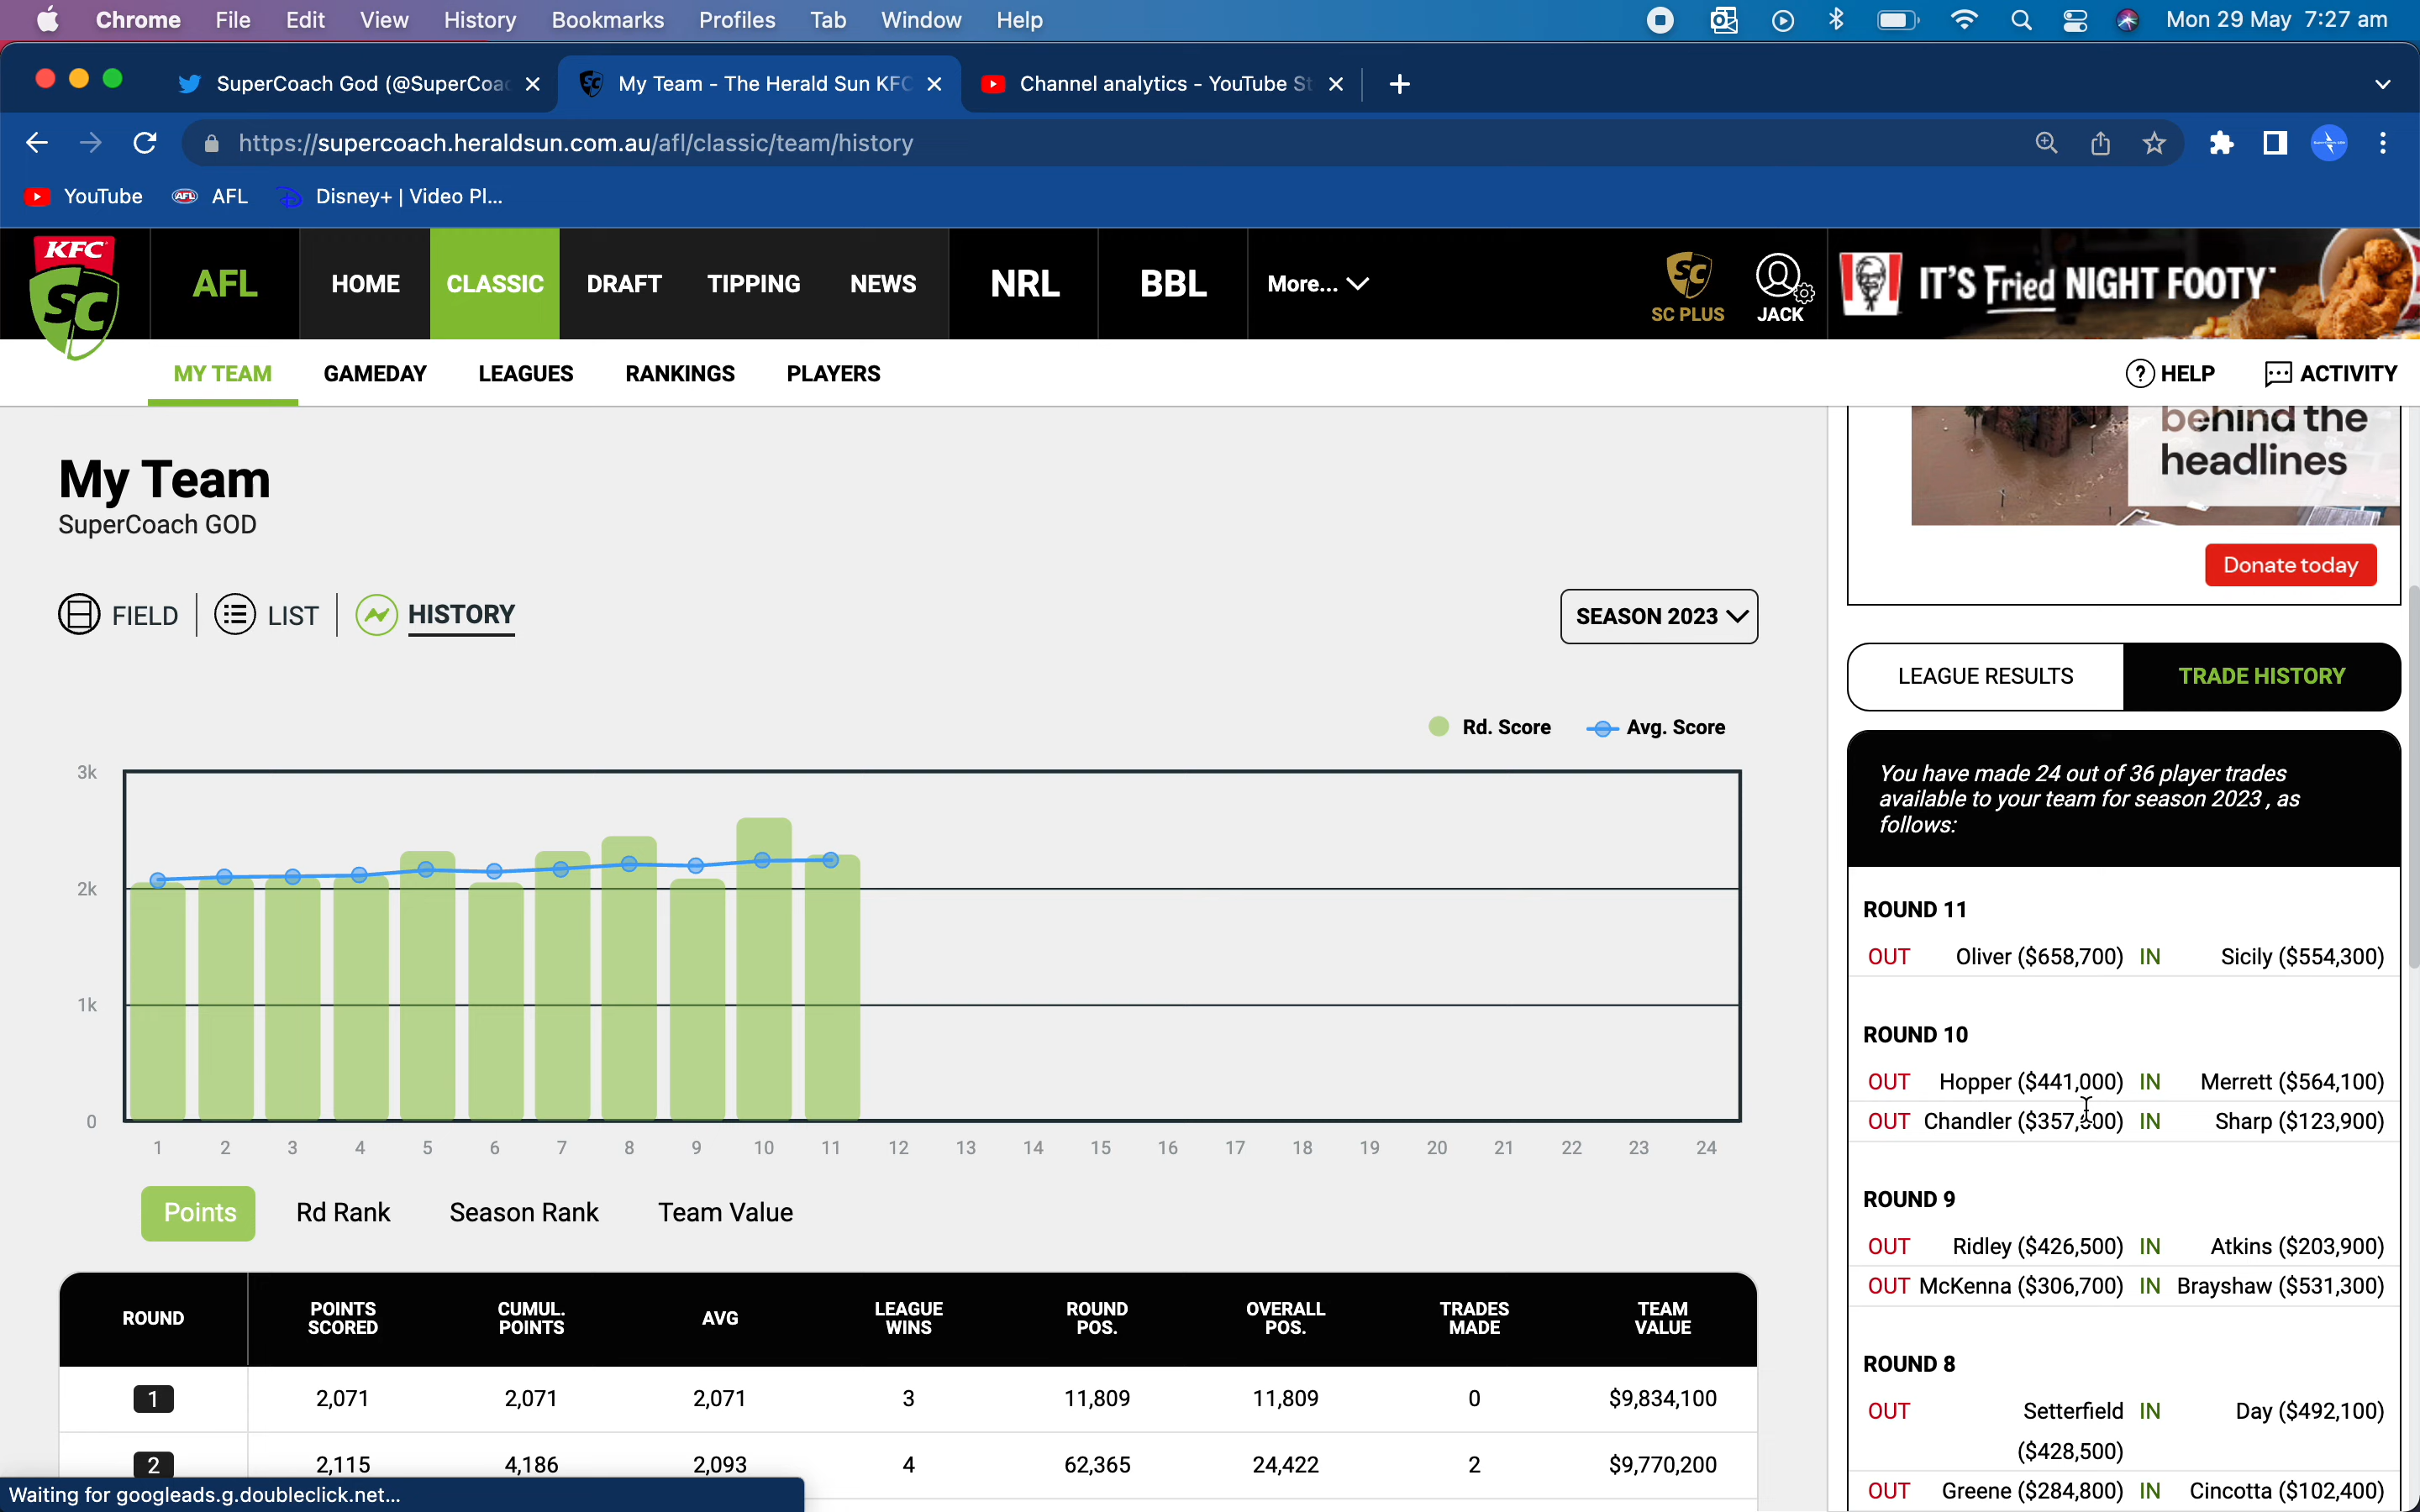 Chrome File Edit View History Bookmarks Profiles Tab Window Help Mon 29 May 7:27 am
SuperCoach God (@SuperCoac My Team - The Herald Sun KFC Channel analytics - YouTube St
https://supercoach.heraldsun.com.au/afl/classic/team/history
YouTube AFL Disney+ | Video Pl...
KFC SC AFL HOME CLASSIC DRAFT TIPPING NEWS NRL BBL More... SC SC PLUS JACK IT'S Fried NIGHT FOOTY™
MY TEAM GAMEDAY LEAGUES RANKINGS PLAYERS HELP ACTIVITY
behind the
headlines
Donate today
My Team
SuperCoach GOD
FIELD LIST HISTORY SEASON 2023
Rd. Score Avg. Score
3k
2k
1k
0
1 2 3 4 5 6 7 8 9 10 11 12 13 14 15 16 17 18 19 20 21 22 23 24
Points Rd Rank Season Rank Team Value
ROUND POINTS SCORED CUMUL. POINTS AVG LEAGUE WINS ROUND POS. OVERALL POS. TRADES MADE TEAM VALUE
1 2,071 2,071 2,071 3 11,809 11,809 0 $9,834,100
2 2,115 4,186 2,093 4 62,365 24,422 2 $9,770,200
Waiting for googleads.g.doubleclick.net...
LEAGUE RESULTS TRADE HISTORY
You have made 24 out of 36 player trades
available to your team for season 2023 , as
follows:
ROUND 11
OUT Oliver ($658,700) IN Sicily ($554,300)
ROUND 10
OUT Hopper ($441,000) IN Merrett ($564,100)
OUT Chandler IN Sharp ($123,900)
ROUND 9
OUT Ridley ($426,500) IN Atkins ($203,900)
OUT McKenna ($306,700) IN Brayshaw ($531,300)
ROUND 8
OUT Setterfield IN Day ($492,100)
($428,500)
OUT Greene ($284,800) IN Cincotta ($102,400)